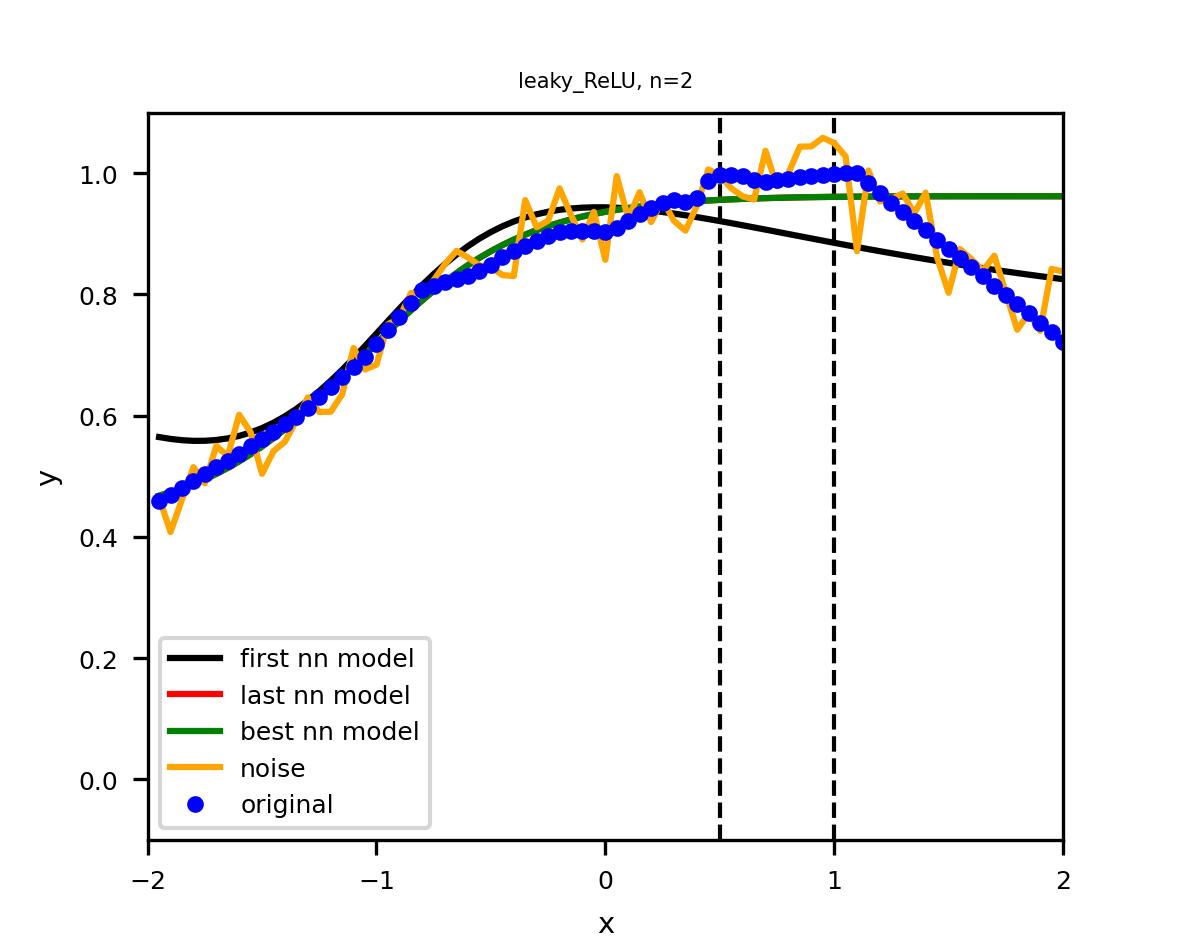 leaky_ReLU, n=2
1.0
0.8
0.6
0.4
0.2
0.0
y
first nn model
last nn model
best nn model
noise
original
−2
−1
0
1
2
x